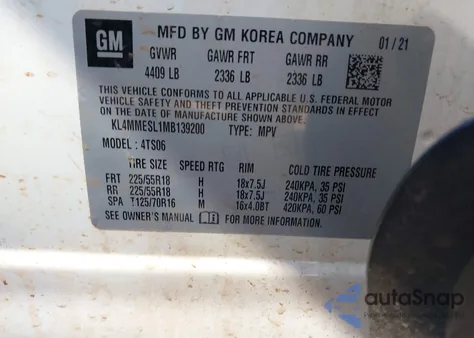 GM
MFD BY GM KOREA COMPANY
01/21
GVWR GAWR FRT GAWR RR
4409 LB 2336 LB 2336 LB
THIS VEHICLE CONFORMS TO ALL APPLICABLE U.S. FEDERAL MOTOR
VEHICLE SAFETY, BUMPER, AND THEFT PREVENTION STANDARDS IN EFFECT
ON THE DATE OF MANUFACTURE SHOWN ABOVE.
KL4MMESL1MB139200 TYPE: MPV
MODEL: 4TS06
TIRE SIZE SPEED RTG RIM COLD TIRE PRESSURE
FRT 225/55R18 H 18x7.5J 240KPA, 35 PSI
RR 225/55R18 H 18x7.5J 240KPA, 35 PSI
SPA T125/70R16 M 16x4.0BT 420KPA, 60 PSI
SEE OWNER'S MANUAL FOR MORE INFORMATION
autoSnap